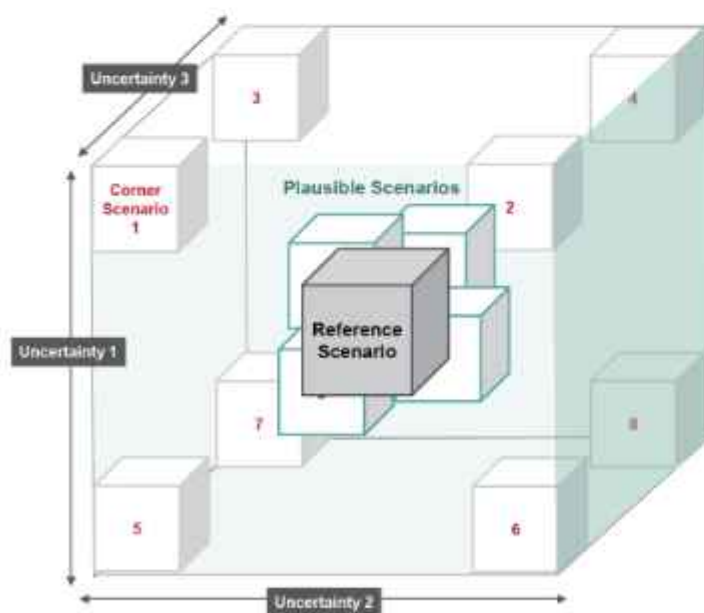 Uncertainty 3
3
4
Corner
Scenario
1
Plausible Scenarios
2
Reference
Scenario
Uncertainty 1
7
8
5
6
Uncertainty 2